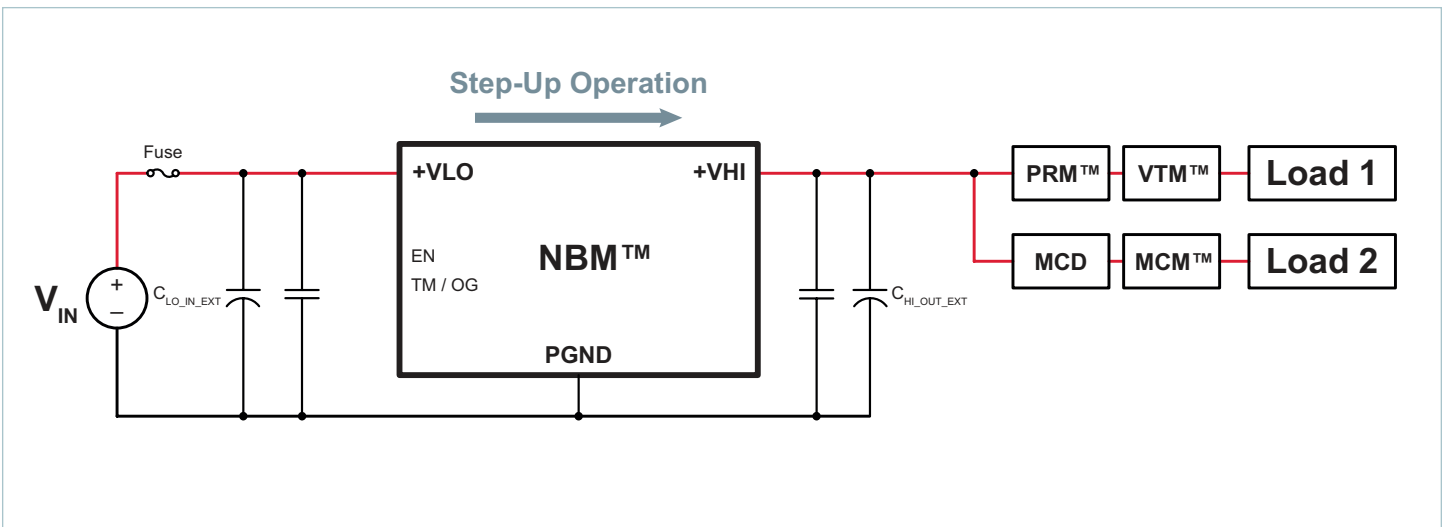 Step-Up Operation
Fuse
+VLO
+VHI
PRM™
VTM™
Load 1
EN
TM / OG
NBM™
MCD
MCM™
Load 2
V_IN
+
–
C_LO_IN_EXT
C_HI_OUT_EXT
PGND